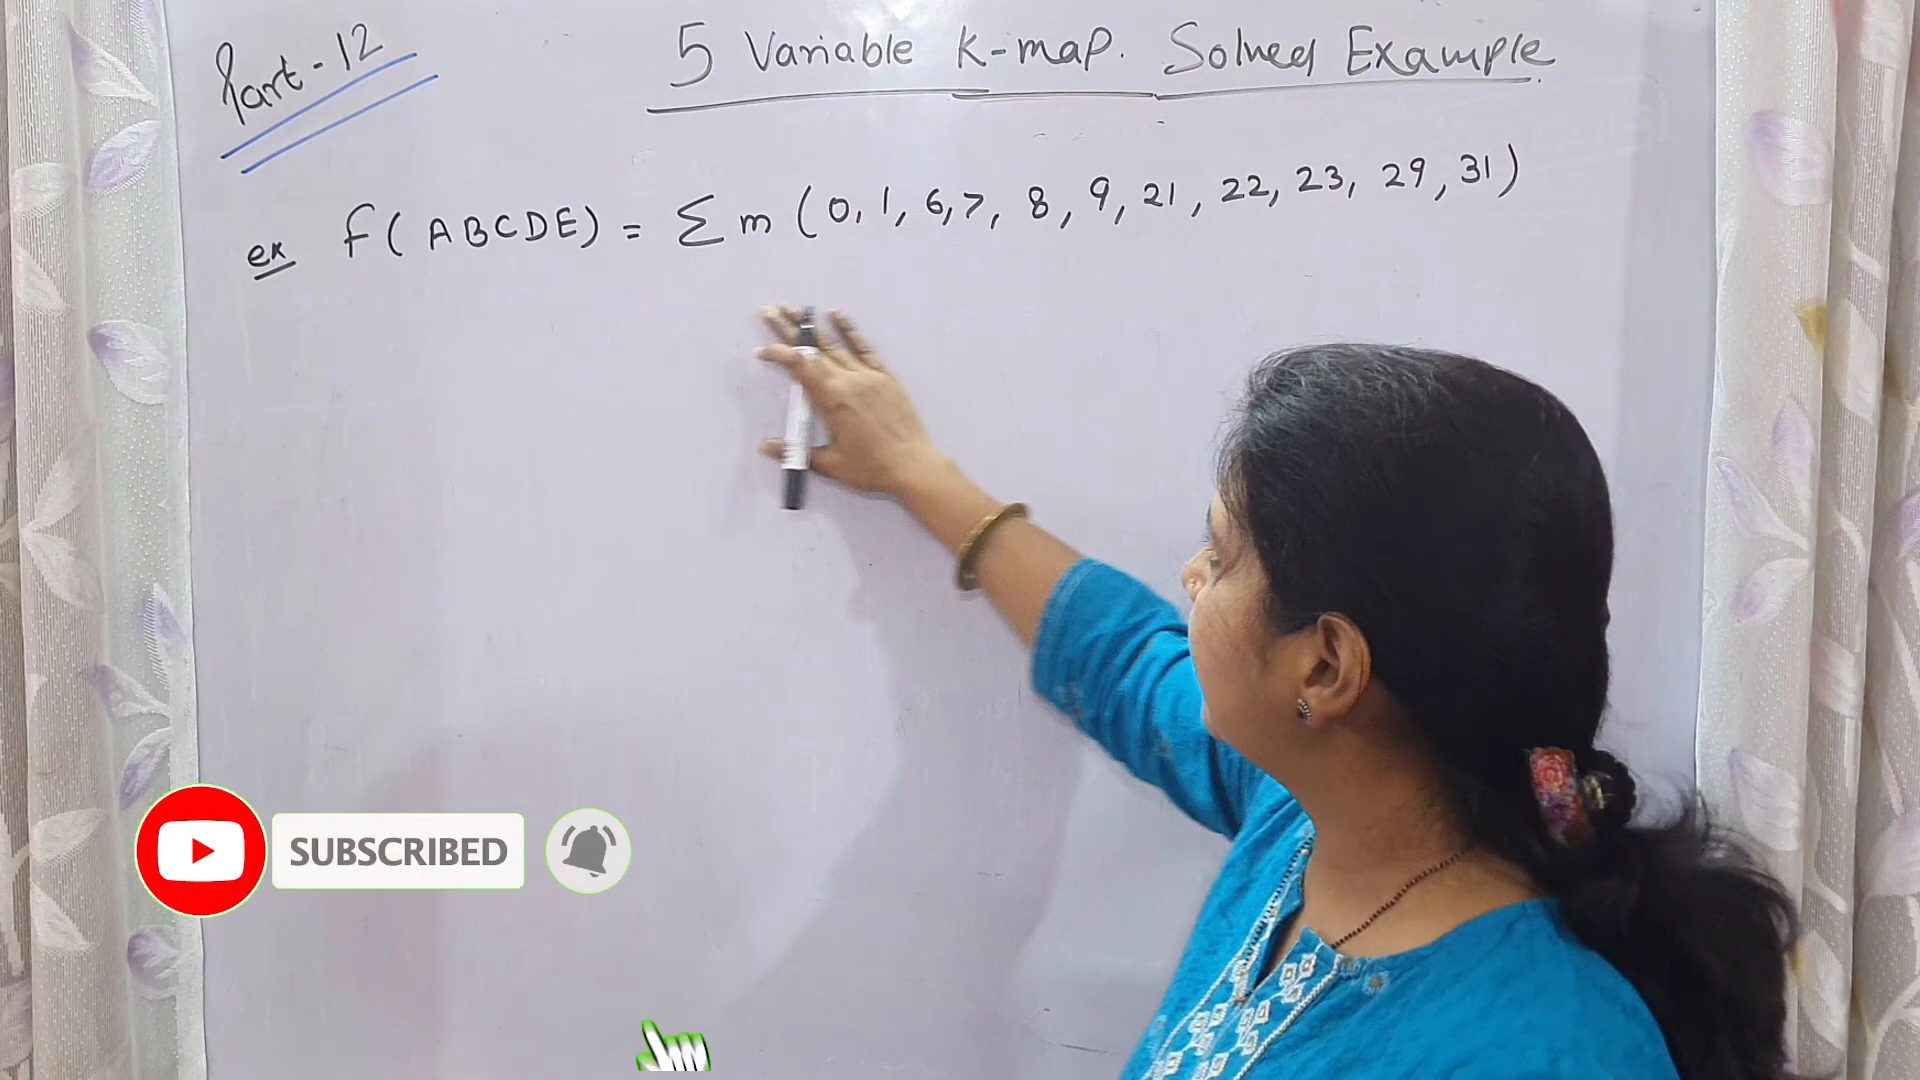 Part-12
5 Variable K-map. Solved Example.
ex f(ABCDE) = Σ m (0, 1, 6, 7, 8, 9, 21, 22, 23, 29, 31)
SUBSCRIBED